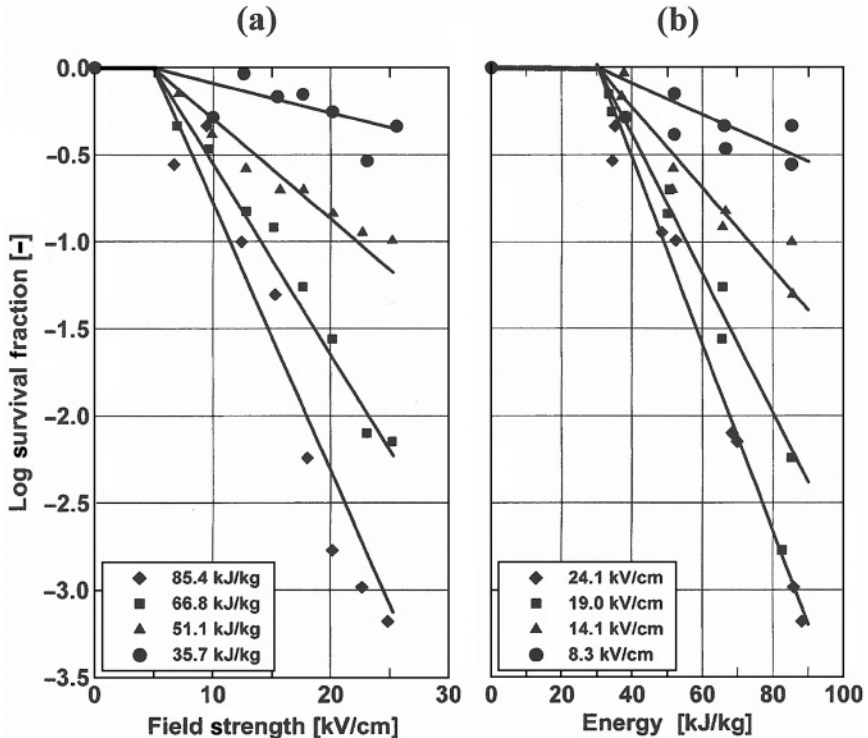 (a)
(b)
Log survival fraction [–]
0.0
–0.5
–1.0
–1.5
–2.0
–2.5
–3.0
–3.5
85.4 kJ/kg
66.8 kJ/kg
51.1 kJ/kg
35.7 kJ/kg
0
10
20
30
Field strength [kV/cm]
24.1 kV/cm
19.0 kV/cm
14.1 kV/cm
8.3 kV/cm
0
20
40
60
80
100
Energy [kJ/kg]